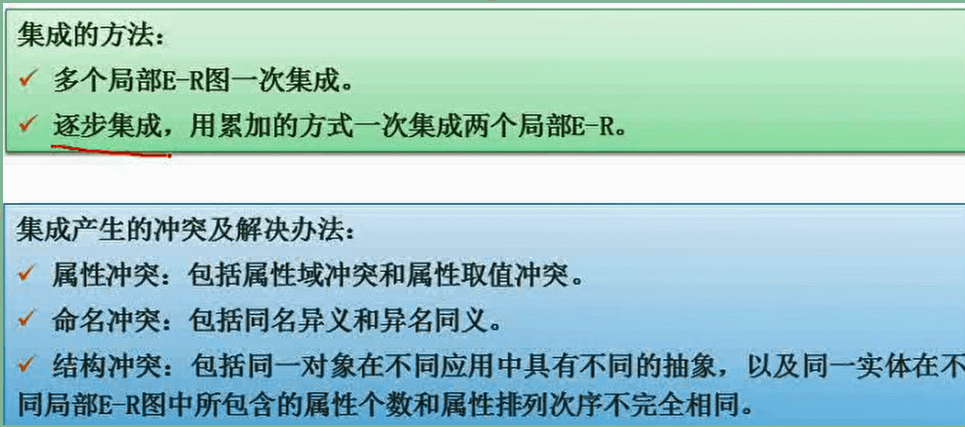 集成的方法：
✓ 多个局部E-R图一次集成。
✓ 逐步集成，用累加的方式一次集成两个局部E-R。
集成产生的冲突及解决办法：
✓ 属性冲突：包括属性域冲突和属性取值冲突。
✓ 命名冲突：包括同名异义和异名同义。
✓ 结构冲突：包括同一对象在不同应用中具有不同的抽象，以及同一实体在不
同局部E-R图中所包含的属性个数和属性排列次序不完全相同。